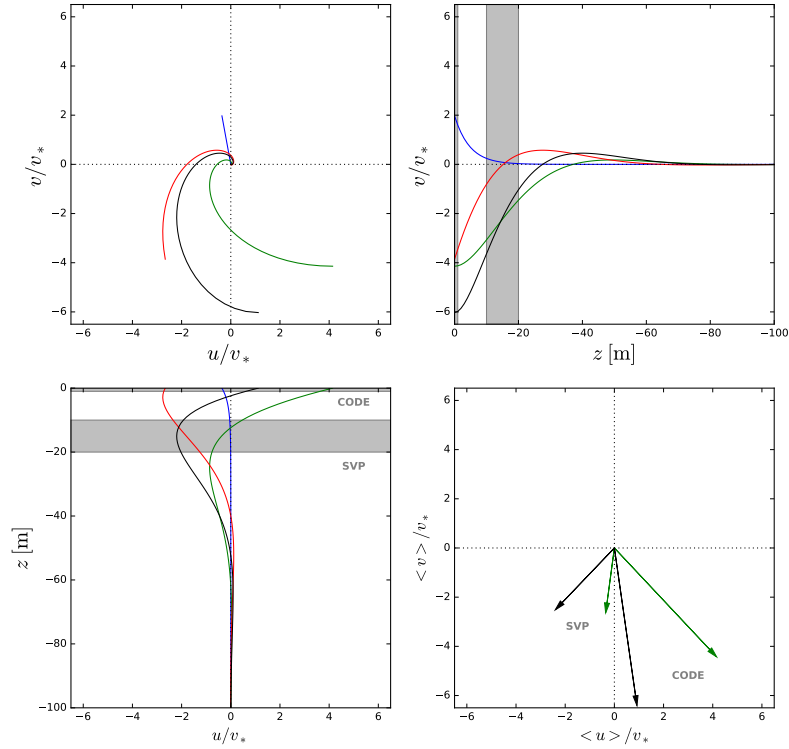 6
4
2
0
−2
−4
−6
v/v*
−6 −4 −2 0 2 4 6
u/v*
6
4
2
0
−2
−4
−6
v/v*
0 −20 −40 −60 −80 −100
z [m]
0
−20
−40
−60
−80
−100
z [m]
CODE
SVP
−6 −4 −2 0 2 4 6
u/v*
6
4
2
0
−2
−4
−6
< v > /v*
SVP
CODE
−6 −4 −2 0 2 4 6
< u > /v*